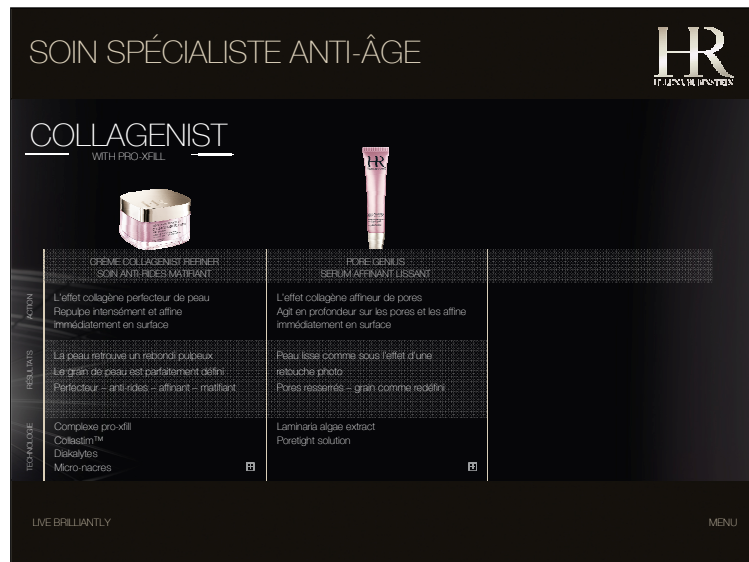 SOIN SPÉCIALISTE ANTI-ÂGE
HR
HELENA RUBINSTEIN
COLLAGENIST
WITH PRO-XFILL
HR
CRÈME COLLAGENIST REFINER
SOIN ANTI-RIDES MATIFIANT
PORE GENIUS
SERUM AFFINANT LISSANT
ACTION
L'effet collagène perfecteur de peau
Repulpe intensément et affine
immédiatement en surface
L'effet collagène affineur de pores
Agit en profondeur sur les pores et les affine
immédiatement en surface
RÉSULTATS
La peau retrouve un rebondi pulpeux
Le grain de peau est parfaitement défini
Perfecteur – anti-rides – affinant – matifiant
Peau lisse comme sous l'effet d'une
retouche photo
Pores resserrés – grain comme redéfini
TECHNOLOGIE
Complexe pro-xfill
Collastim™
Diakalytes
Micro-nacres
Laminaria algae extract
Poretight solution
LIVE BRILLIANTLY
MENU